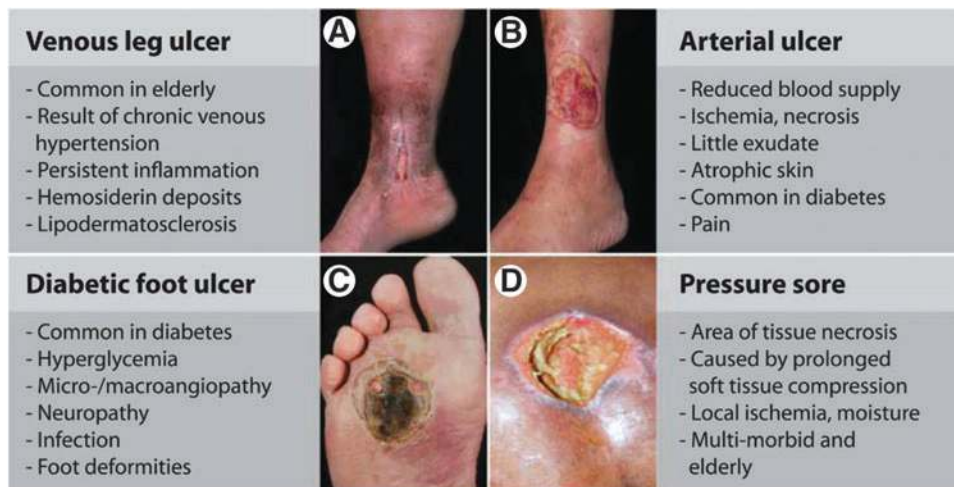 Venous leg ulcer
- Common in elderly
- Result of chronic venous
hypertension
- Persistent inflammation
- Hemosiderin deposits
- Lipodermatosclerosis
A
B
Arterial ulcer
- Reduced blood supply
- Ischemia, necrosis
- Little exudate
- Atrophic skin
- Common in diabetes
- Pain
Diabetic foot ulcer
- Common in diabetes
- Hyperglycemia
- Micro-/macroangiopathy
- Neuropathy
- Infection
- Foot deformities
C
D
Pressure sore
- Area of tissue necrosis
- Caused by prolonged
soft tissue compression
- Local ischemia, moisture
- Multi-morbid and
elderly